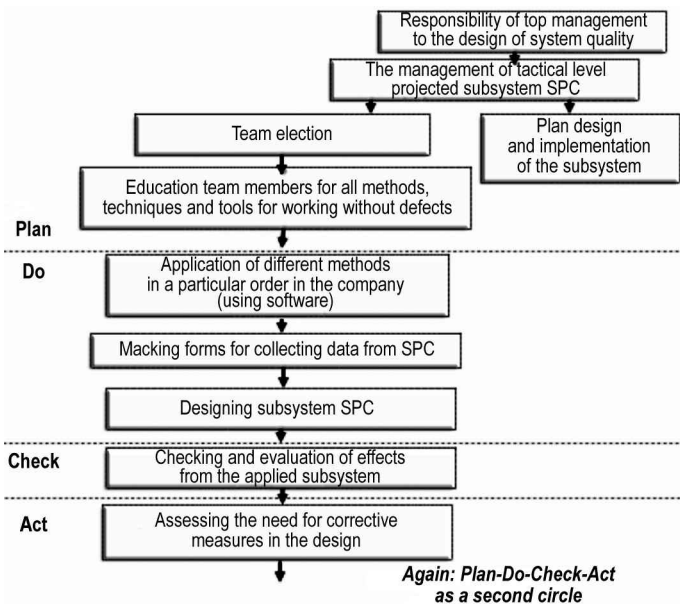 Responsibility of top management
to the design of system quality
The management of tactical level
projected subsystem SPC
Team election
Plan design
and implementation
of the subsystem
Education team members for all methods,
techniques and tools for working without defects
Plan
Do
Application of different methods
in a particular order in the company
(using software)
Macking forms for collecting data from SPC
Designing subsystem SPC
Check
Checking and evaluation of effects
from the applied subsystem
Act
Assessing the need for corrective
measures in the design
Again: Plan-Do-Check-Act
as a second circle